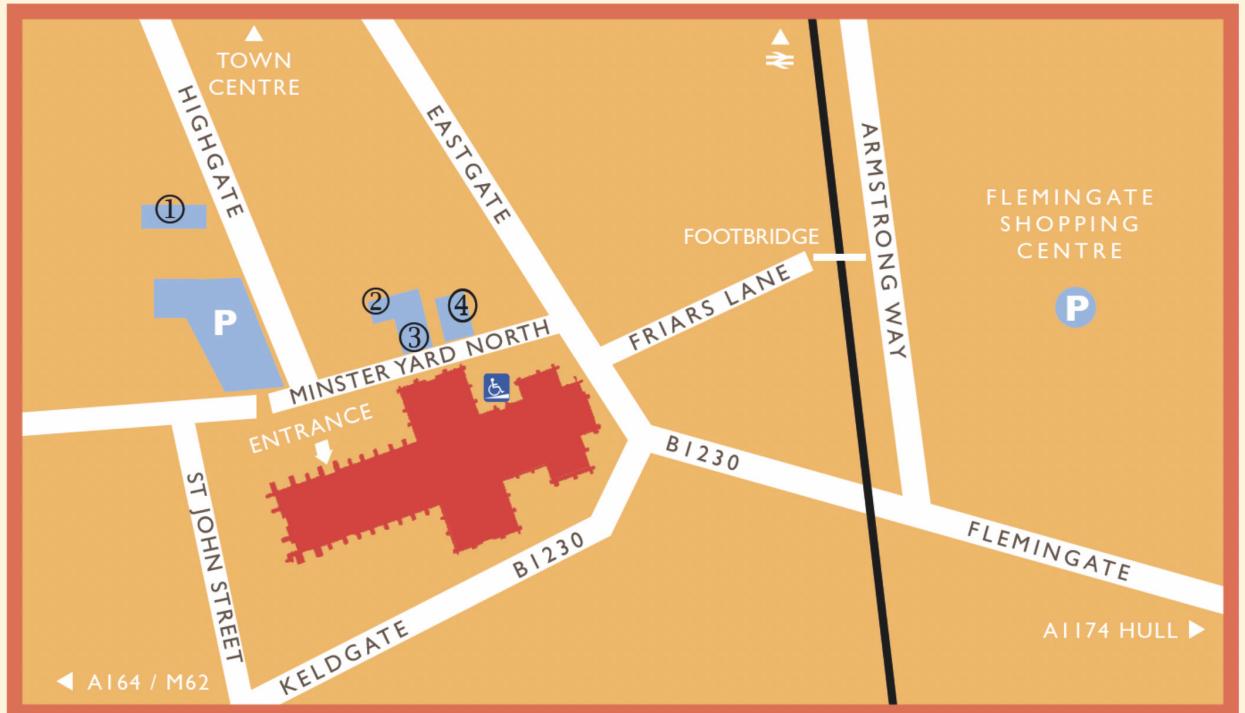 TOWN
CENTRE
HIGHGATE
EASTGATE
ARMSTRONG WAY
FLEMINGATE
SHOPPING
CENTRE
P
①
FOOTBRIDGE
FRIARS LANE
P
②
③
④
MINSTER YARD NORTH
ENTRANCE
ST JOHN STREET
B1230
B1230
KELDGATE
FLEMINGATE
A1174 HULL
A164 / M62